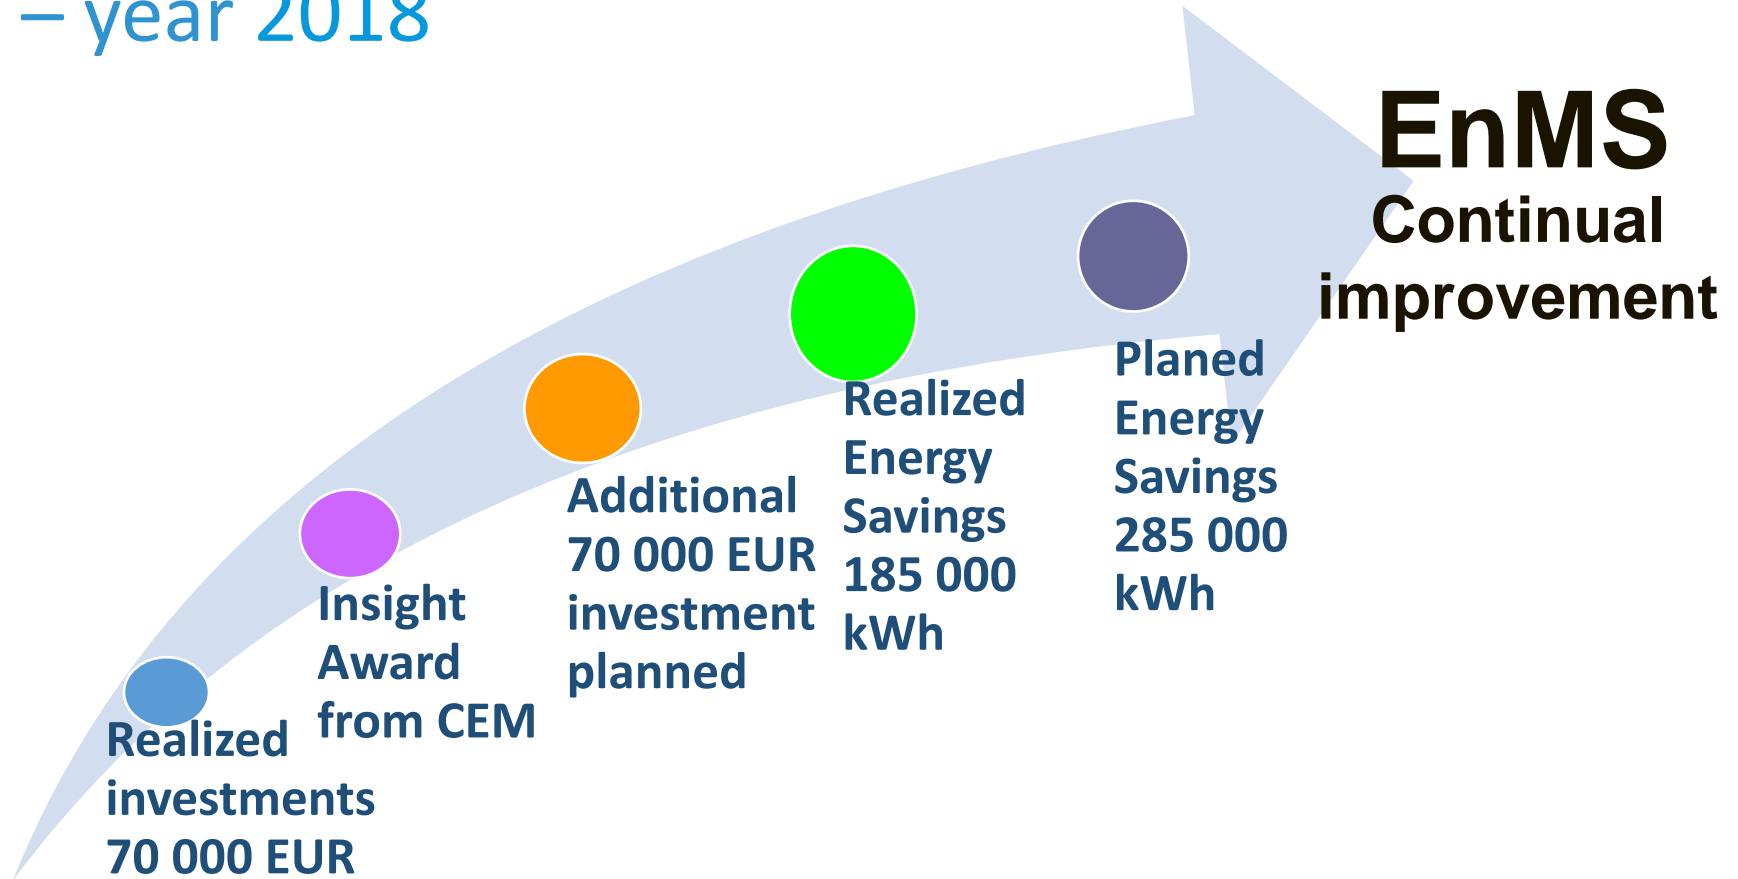 – year 2018
EnMS
Continual
improvement
Realized
investments
70 000 EUR
Insight
Award
from CEM
Additional
70 000 EUR
investment
planned
Realized
Energy
Savings
185 000
kWh
Planed
Energy
Savings
285 000
kWh